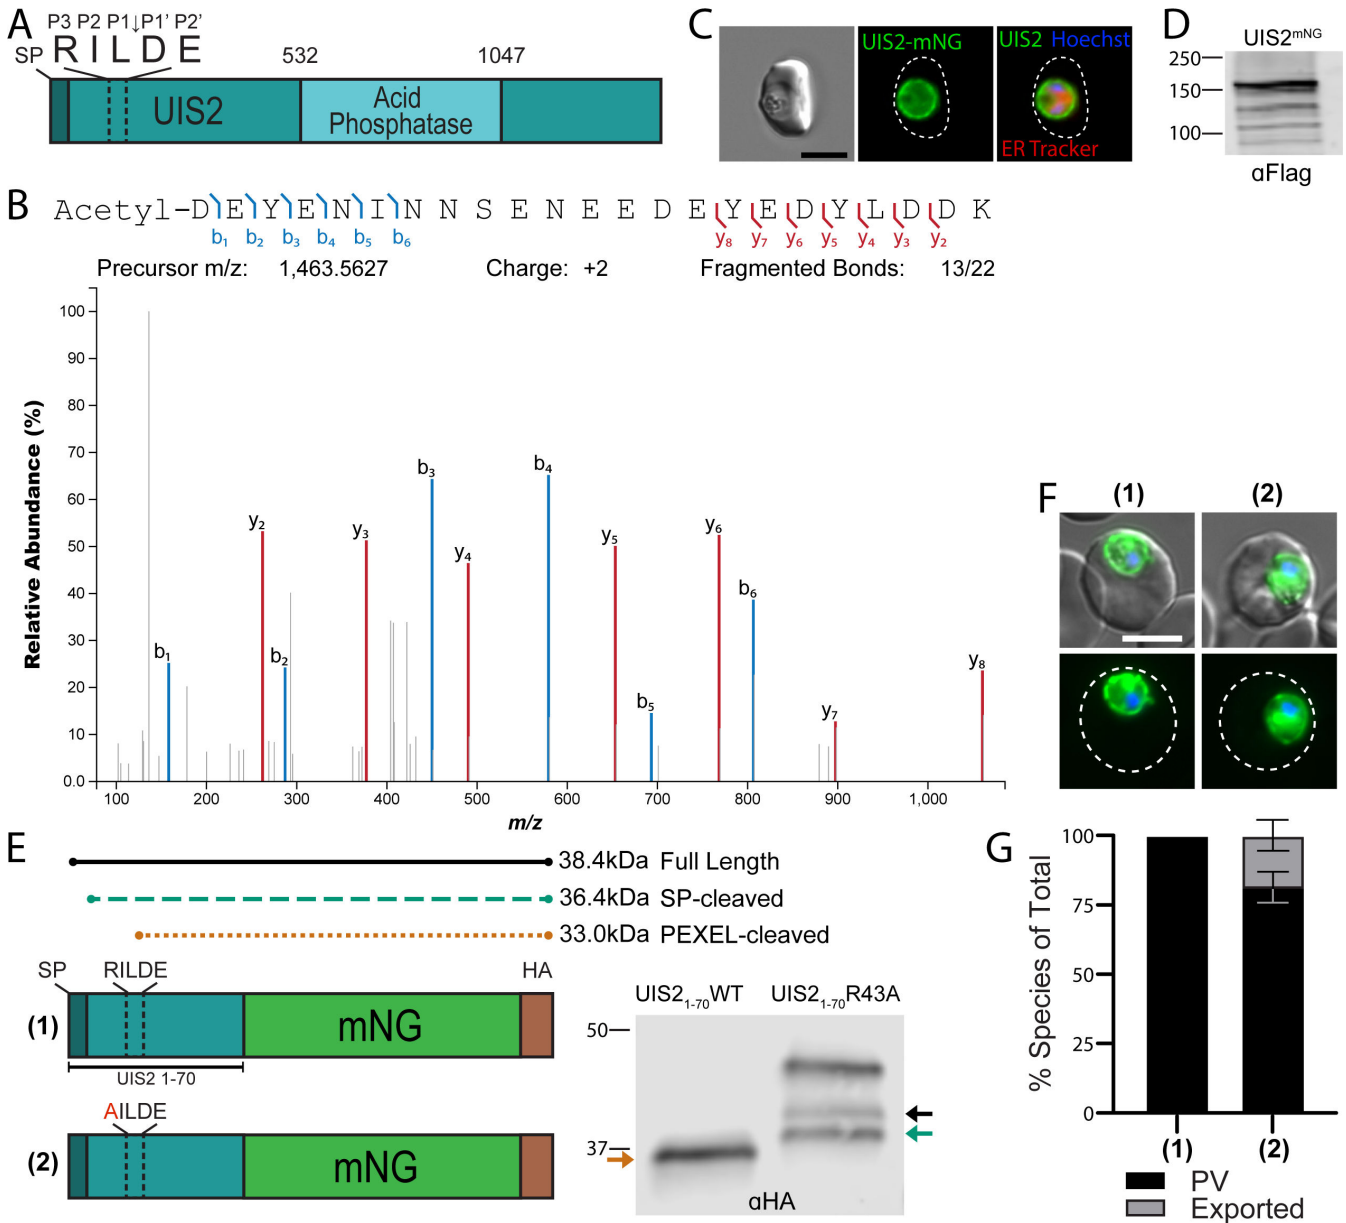 A
P3 P2 P1↓P1' P2'
SP R I L D E 532 1047
UIS2
Acid
Phosphatase
C
UIS2-mNG
UIS2 Hoechst
ER Tracker
D
UIS2mNG
250
150
100
αFlag
B
Acetyl-D E Y E N I N N S E N E E D E Y E D Y L D D K
b1 b2 b3 b4 b5 b6 y8 y7 y6 y5 y4 y3 y2
Precursor m/z: 1,463.5627 Charge: +2 Fragmented Bonds: 13/22
Relative Abundance (%)
100
90
80
70
60
50
40
30
20
10
0.0
b1
y2
b2
y3
b3
y4
b4
y5
b5
y6
b6
y7
y8
100 200 300 400 500 600 700 800 900 1,000
m/z
E
38.4kDa Full Length
36.4kDa SP-cleaved
33.0kDa PEXEL-cleaved
SP RILDE HA
(1)
mNG
UIS2 1-70
AILDE
(2)
mNG
UIS21-70WT UIS21-70R43A
50
37
αHA
F
(1) (2)
G
% Species of Total
100
75
50
25
0
(1) (2)
PV
Exported